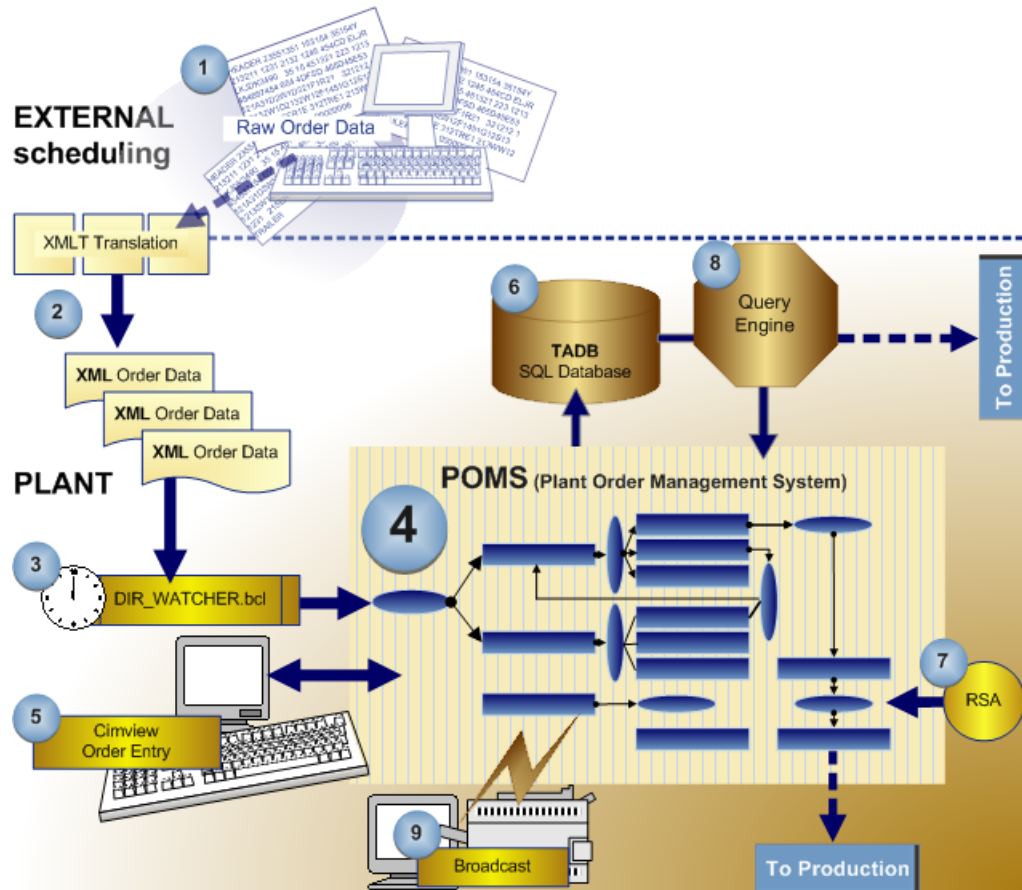 1
Raw Order Data
EXTERNAL
scheduling
XMLT Translation
2
XML Order Data
XML Order Data
XML Order Data
6
TADB
SQL Database
8
Query
Engine
To Production
PLANT
POMS (Plant Order Management System)
4
3
DIR_WATCHER.bcl
5
Cimview
Order Entry
7
RSA
9
Broadcast
To Production